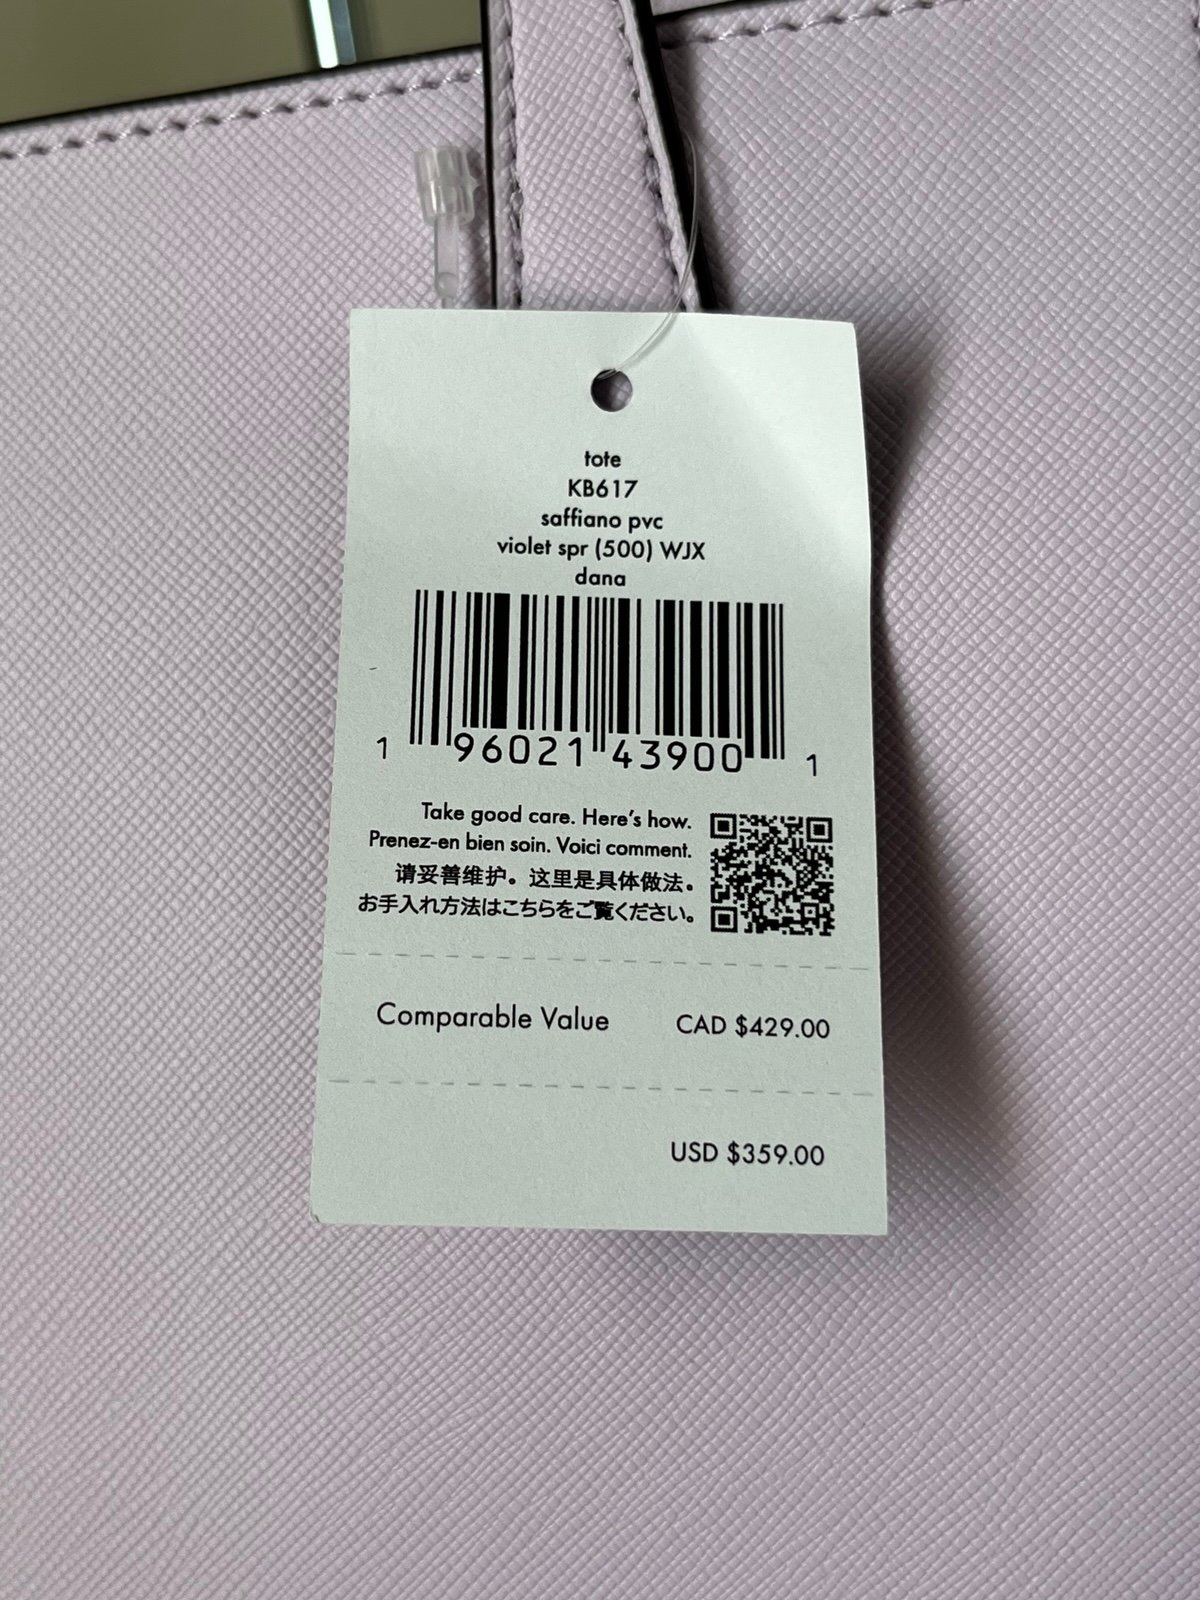 tote
KB617
saffiano pvc
violet spr (500) WJX
dana
1 96021 43900 1
Take good care. Here's how.
Prenez-en bien soin. Voici comment.
请妥善维护。这里是具体做法。
お手入れ方法はこちらをご覧ください。
Comparable Value CAD $429.00
USD $359.00